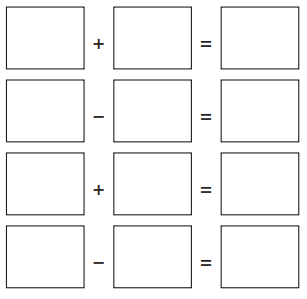 + =
− =
+ =
− =